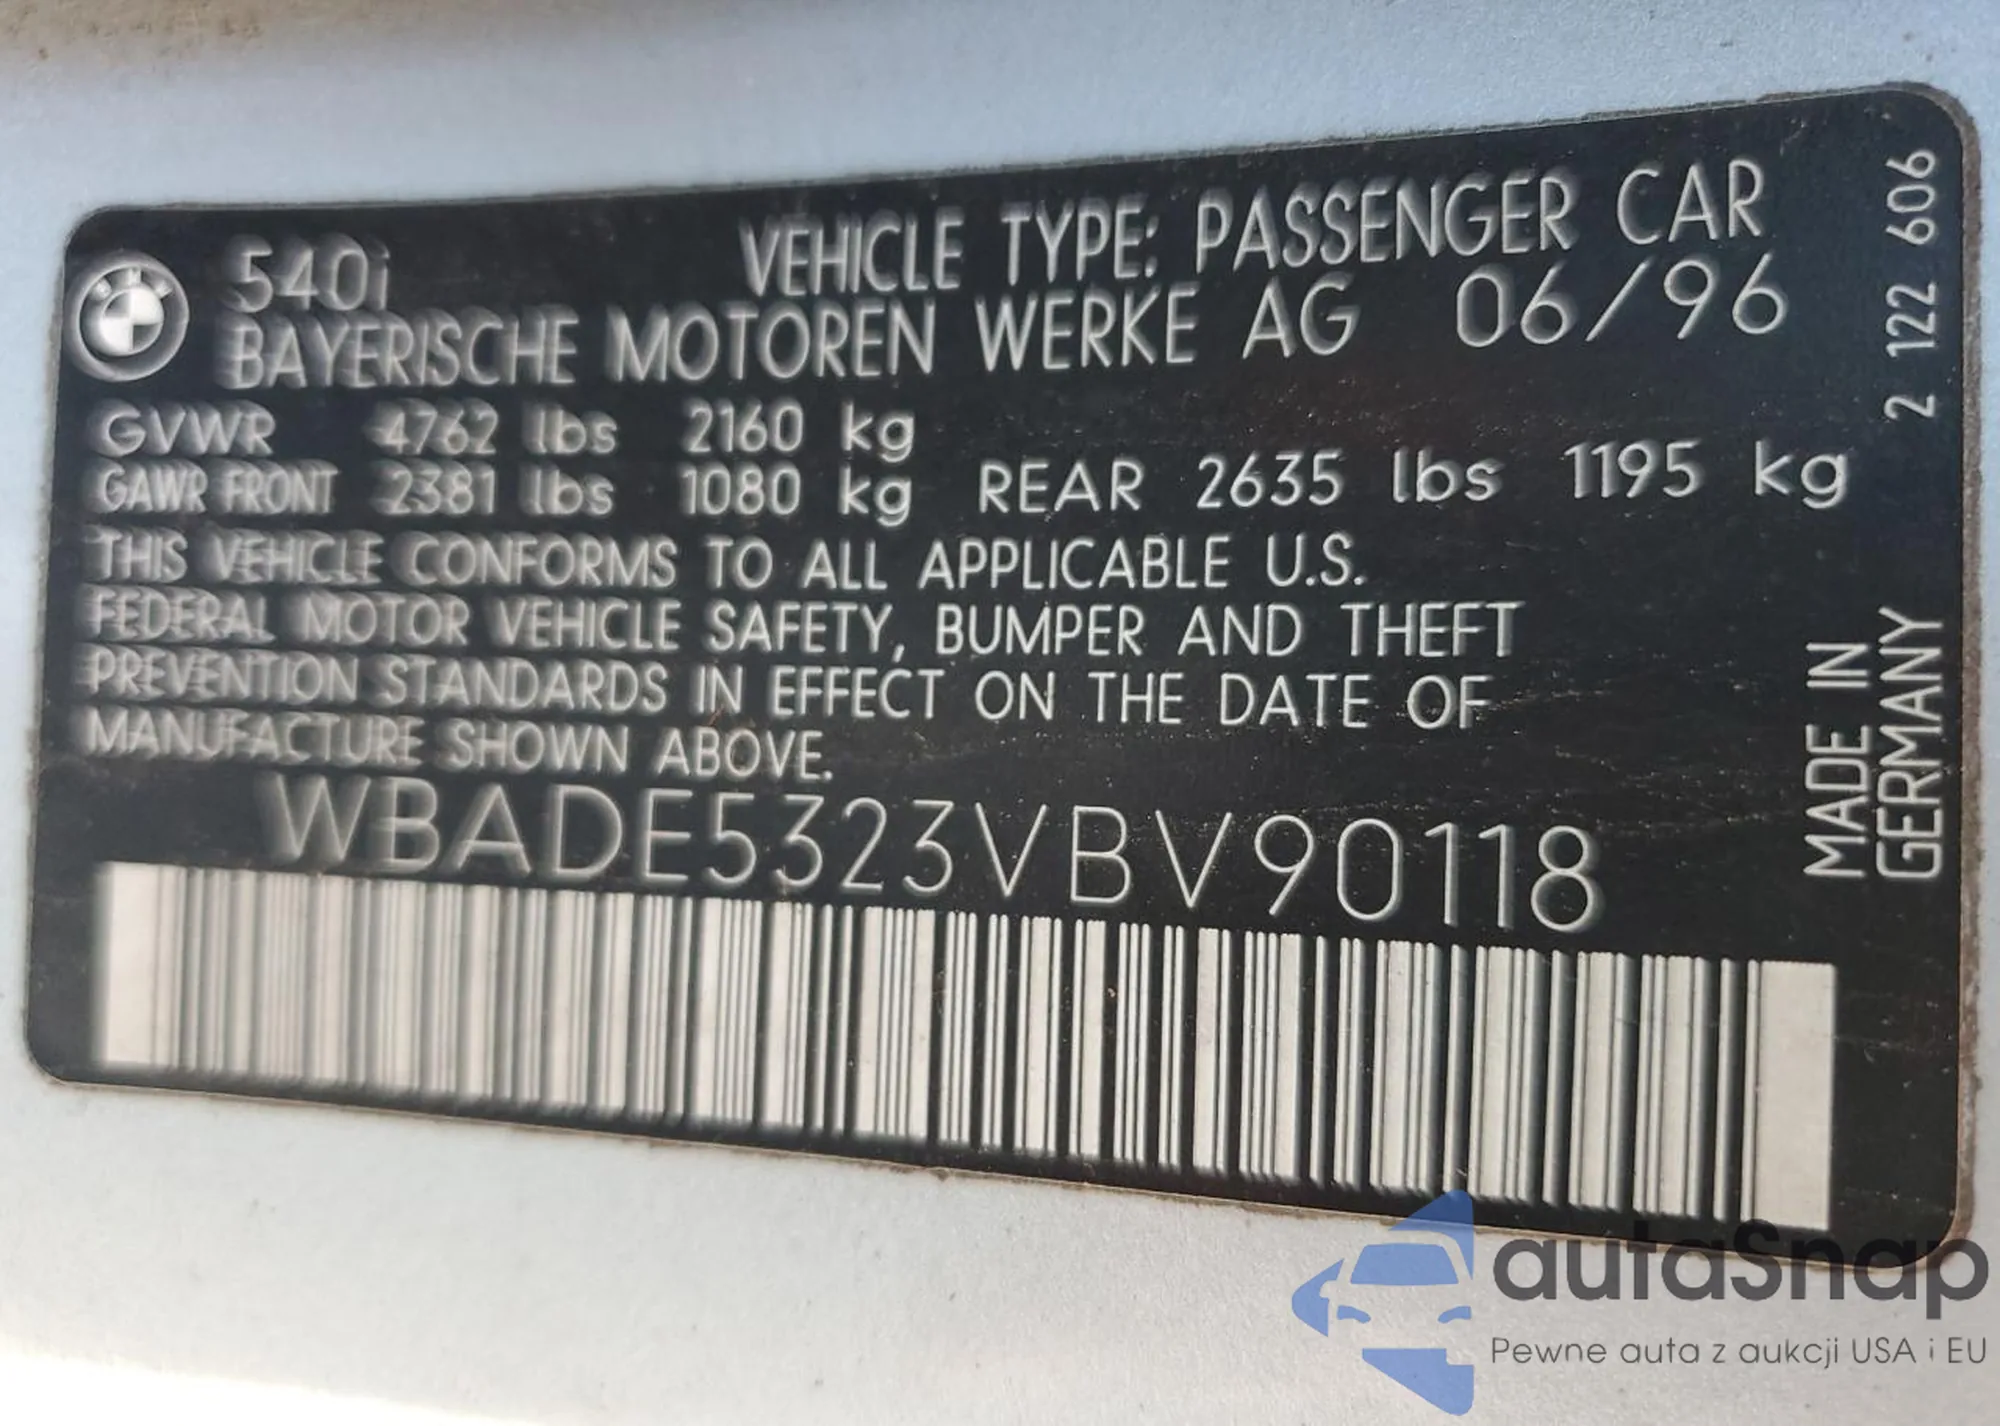 540i VEHICLE TYPE: PASSENGER CAR
BAYERISCHE MOTOREN WERKE AG 06/96
GVWR 4762 lbs 2160 kg
GAWR FRONT 2381 lbs 1080 kg REAR 2635 lbs 1195 kg
THIS VEHICLE CONFORMS TO ALL APPLICABLE U.S.
FEDERAL MOTOR VEHICLE SAFETY, BUMPER AND THEFT
PREVENTION STANDARDS IN EFFECT ON THE DATE OF
MANUFACTURE SHOWN ABOVE.
WBADE5323VBV90118
2 122 606
MADE IN
GERMANY
autaSnap
Pewne auta z aukcji USA i EU